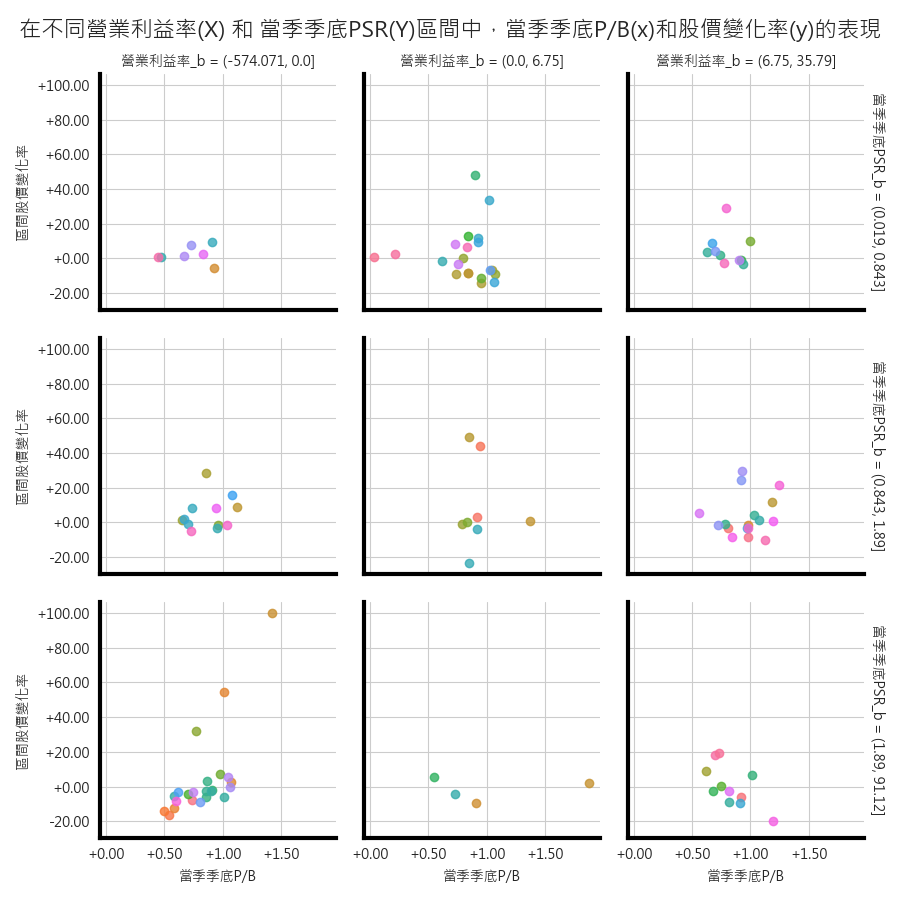 在不同營業利益率(X) 和 當季季底PSR(Y)區間中，當季季底P/B(x)和股價變化率(y)的表現
營業利益率_b = (-574.071, 0.0]
營業利益率_b = (0.0, 6.75]
營業利益率_b = (6.75, 35.79]
+100.00
+80.00
+60.00
+40.00
+20.00
+0.00
-20.00
區間股價變化率
當季季底PSR_b = (0.019, 0.843]
+100.00
+80.00
+60.00
+40.00
+20.00
+0.00
-20.00
區間股價變化率
當季季底PSR_b = (0.843, 1.89]
+100.00
+80.00
+60.00
+40.00
+20.00
+0.00
-20.00
區間股價變化率
當季季底PSR_b = (1.89, 91.12]
+0.00 +0.50 +1.00 +1.50
+0.00 +0.50 +1.00 +1.50
+0.00 +0.50 +1.00 +1.50
當季季底P/B
當季季底P/B
當季季底P/B